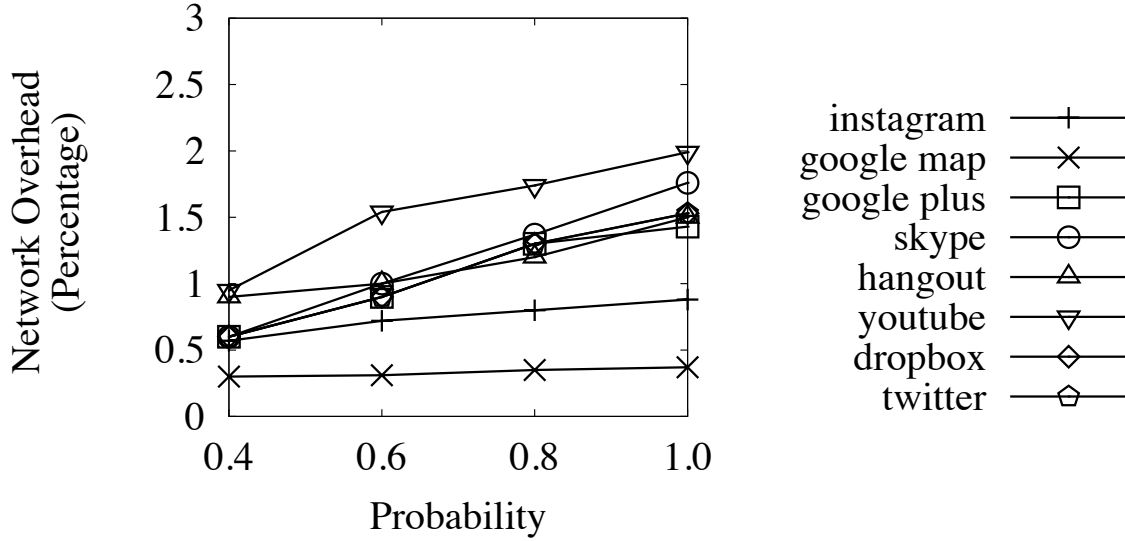 Network Overhead
(Percentage)
3
2.5
2
1.5
1
0.5
0
0.4 0.6 0.8 1.0
Probability
instagram
google map
google plus
skype
hangout
youtube
dropbox
twitter